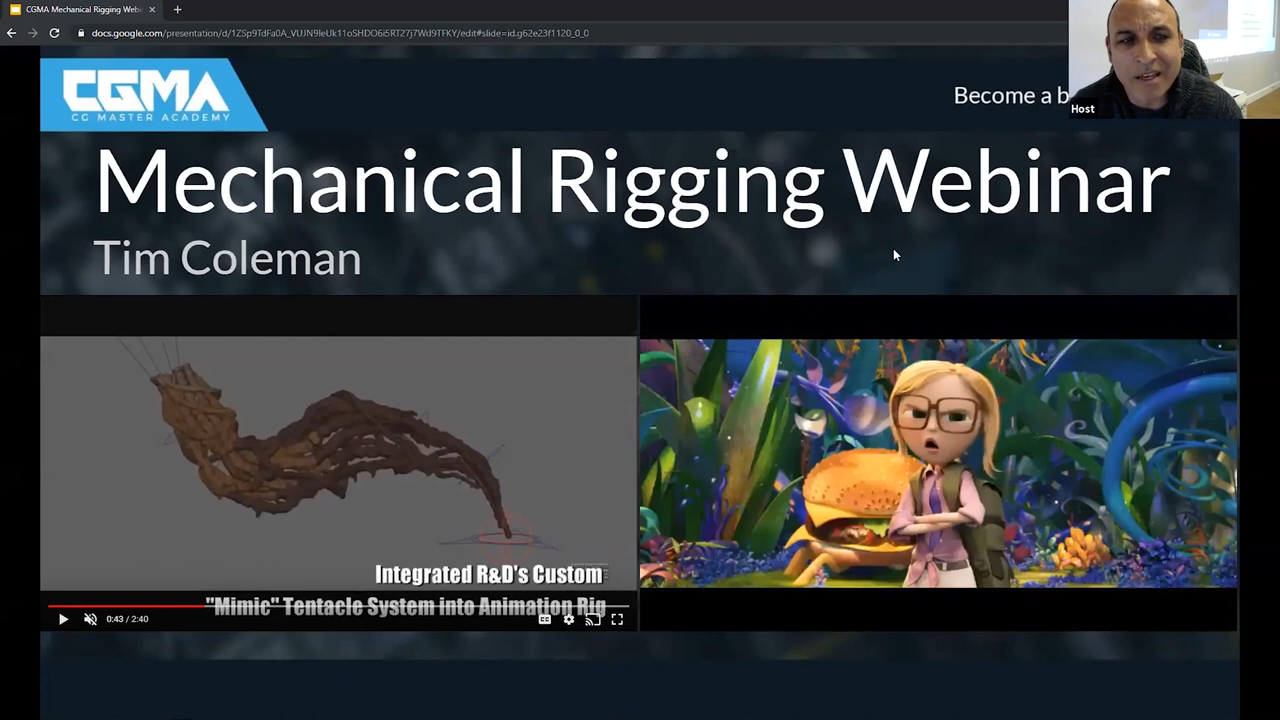 CGMA Mechanical Rigging Webi
docs.google.com/presentation/d/1ZSp9TdFa0A_VUJN9leUk11oSHDO6i5RT27j7Wd9TFKY/edit#slide=id.g62e23f1120_0_0
CGMA
CG MASTER ACADEMY
Become a b
Host
Mechanical Rigging Webinar
Tim Coleman
Integrated R&D's Custom
"Mimic" Tentacle System into Animation Rig
0:43 / 2:40
CC